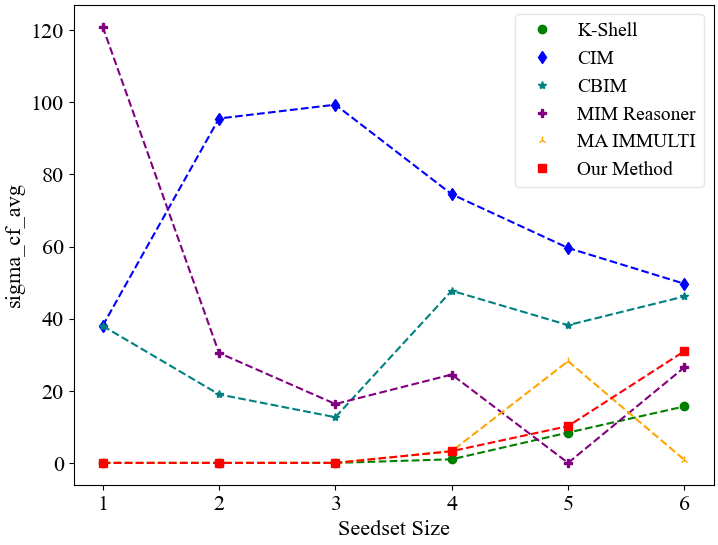 120
100
80
60
40
20
0
sigma_cf_avg
1 2 3 4 5 6
Seedset Size
K-Shell
CIM
CBIM
MIM Reasoner
MA IMMULTI
Our Method